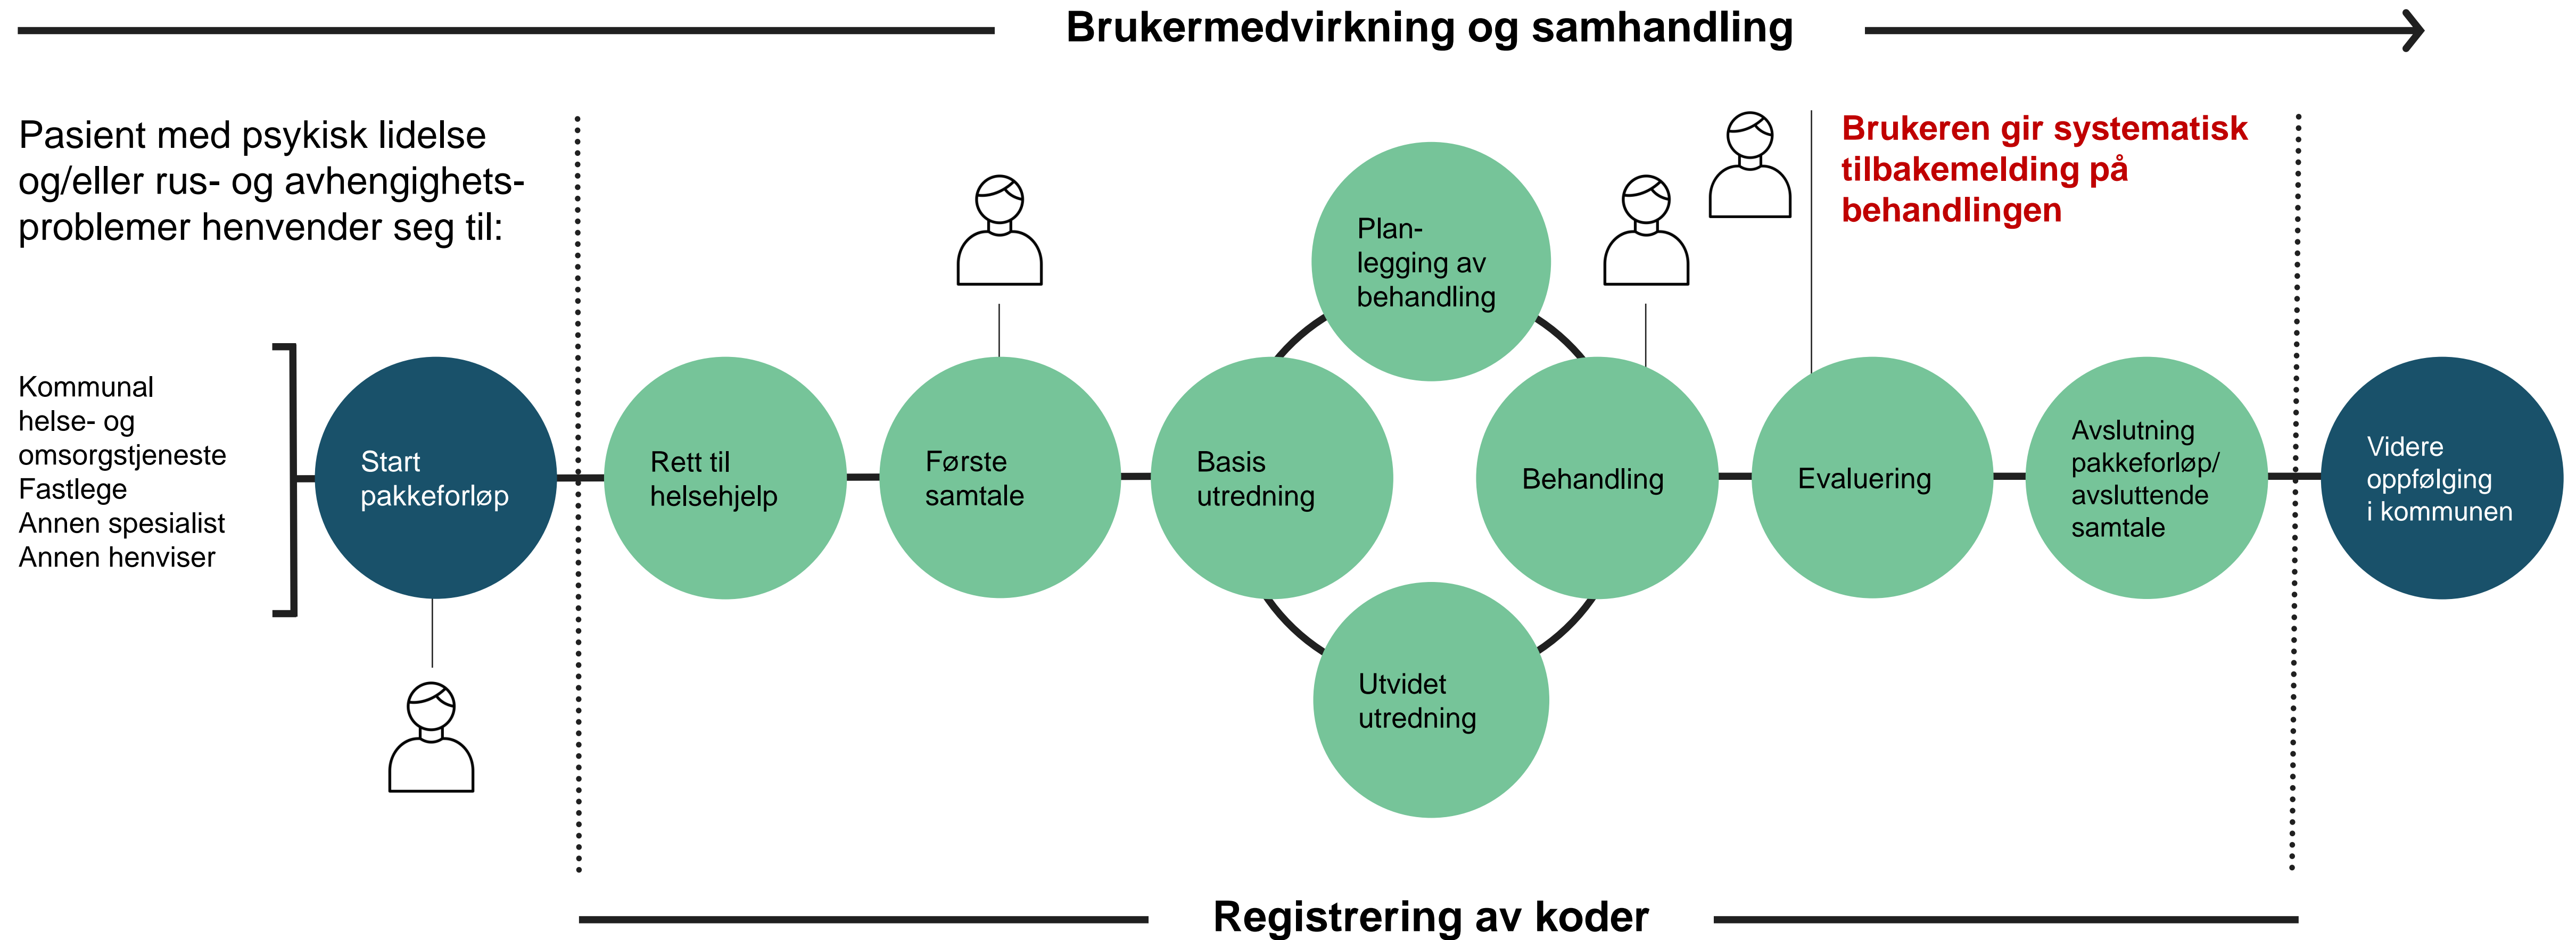 Brukermedvirkning og samhandling
Pasient med psykisk lidelse
og/eller rus- og avhengighets-
problemer henvender seg til:
Brukeren gir systematisk
tilbakemelding på
behandlingen
Kommunal
helse- og
omsorgstjeneste
Fastlege
Annen spesialist
Annen henviser
Start
pakkeforløp
Rett til
helsehjelp
Første
samtale
Basis
utredning
Plan-
legging av
behandling
Utvidet
utredning
Behandling
Evaluering
Avslutning
pakkeforløp/
avsluttende
samtale
Videre
oppfølging
i kommunen
Registrering av koder